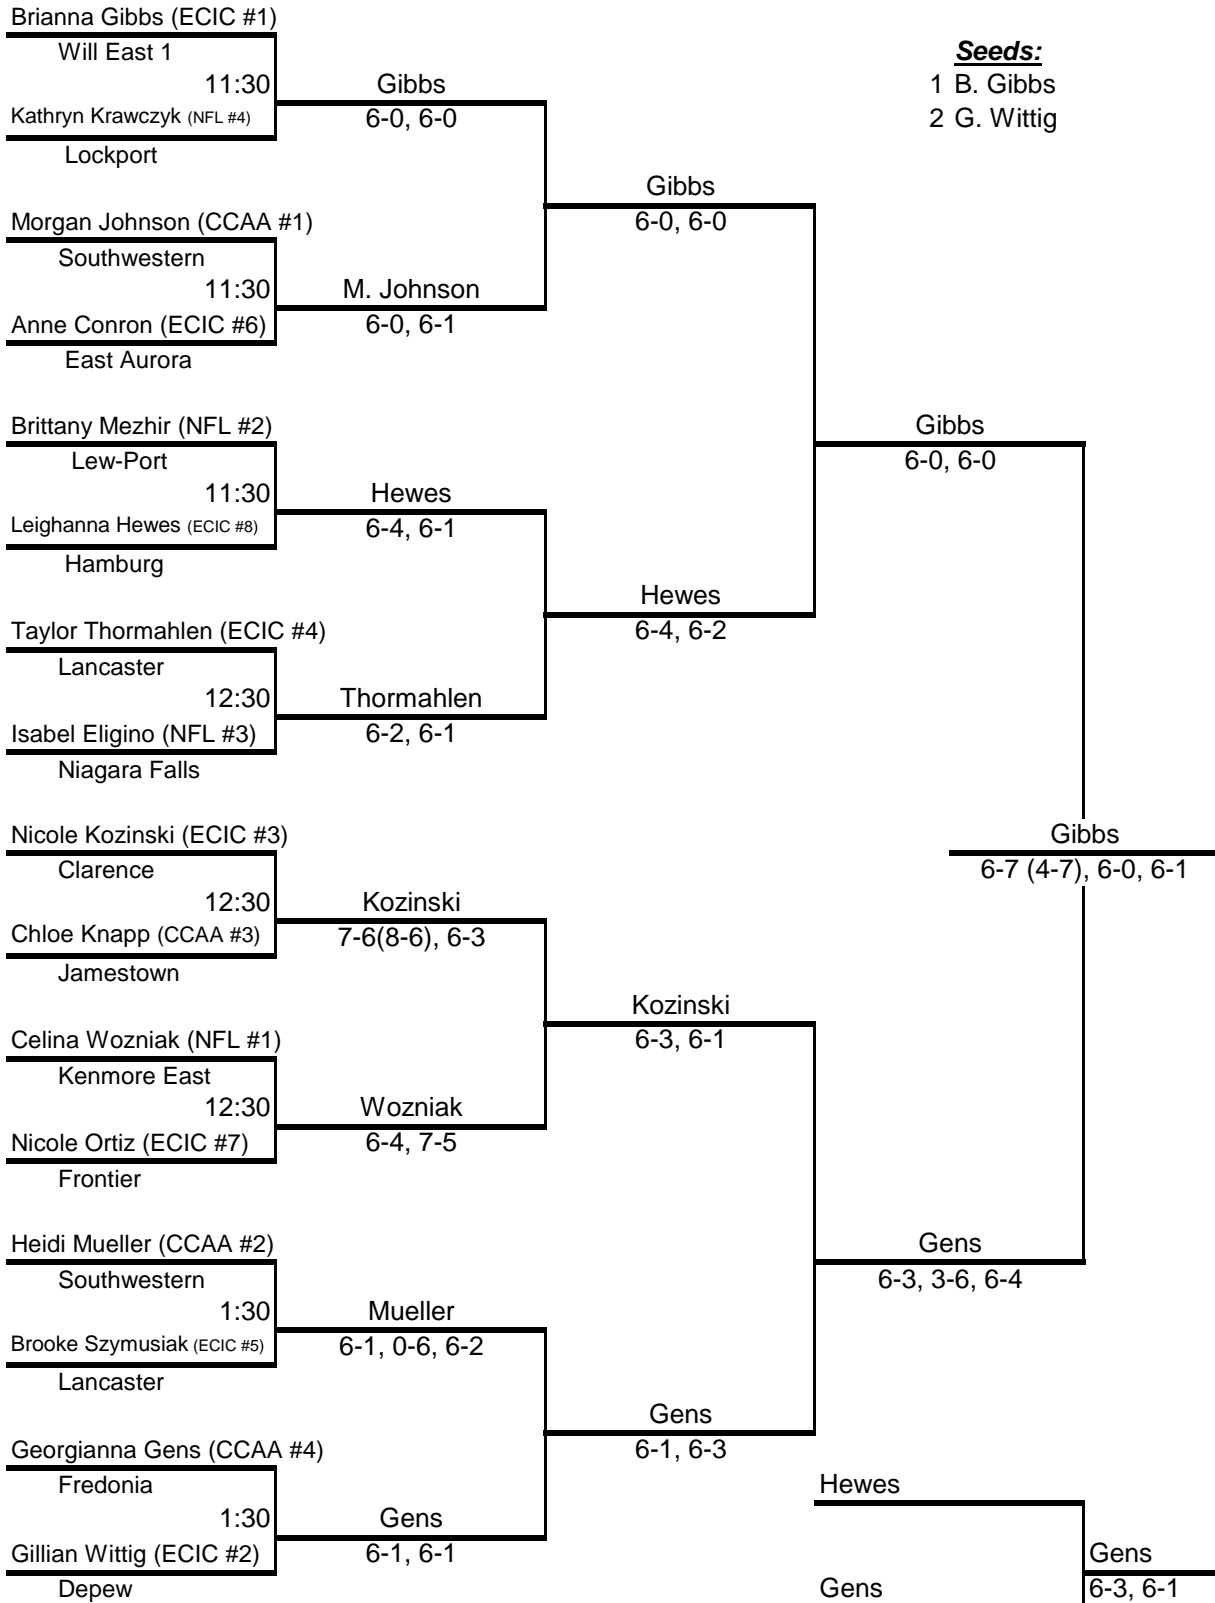 Brianna Gibbs (ECIC #1)
Will East 1
Seeds:
11:30
Gibbs
1 B. Gibbs
Kathryn Krawczyk (NFL #4)
6-0, 6-0
2 G. Wittig
Lockport
Gibbs
Morgan Johnson (CCAA #1)
6-0, 6-0
Southwestern
11:30
M. Johnson
Anne Conron (ECIC #6)
6-0, 6-1
East Aurora
Brittany Mezhir (NFL #2)
Gibbs
Lew-Port
6-0, 6-0
11:30
Hewes
Leighanna Hewes (ECIC #8)
6-4, 6-1
Hamburg
Hewes
Taylor Thormahlen (ECIC #4)
6-4, 6-2
Lancaster
12:30
Thormahlen
Isabel Eligino (NFL #3)
6-2, 6-1
Niagara Falls
Nicole Kozinski (ECIC #3)
Gibbs
Clarence
6-7 (4-7), 6-0, 6-1
12:30
Kozinski
Chloe Knapp (CCAA #3)
7-6(8-6), 6-3
Jamestown
Kozinski
Celina Wozniak (NFL #1)
6-3, 6-1
Kenmore East
12:30
Wozniak
Nicole Ortiz (ECIC #7)
6-4, 7-5
Frontier
Heidi Mueller (CCAA #2)
Gens
Southwestern
6-3, 3-6, 6-4
1:30
Mueller
Brooke Szymusiak (ECIC #5)
6-1, 0-6, 6-2
Lancaster
Gens
Georgianna Gens (CCAA #4)
6-1, 6-3
Fredonia
Hewes
1:30
Gens
Gillian Wittig (ECIC #2)
6-1, 6-1
Gens
Depew
Gens
6-3, 6-1